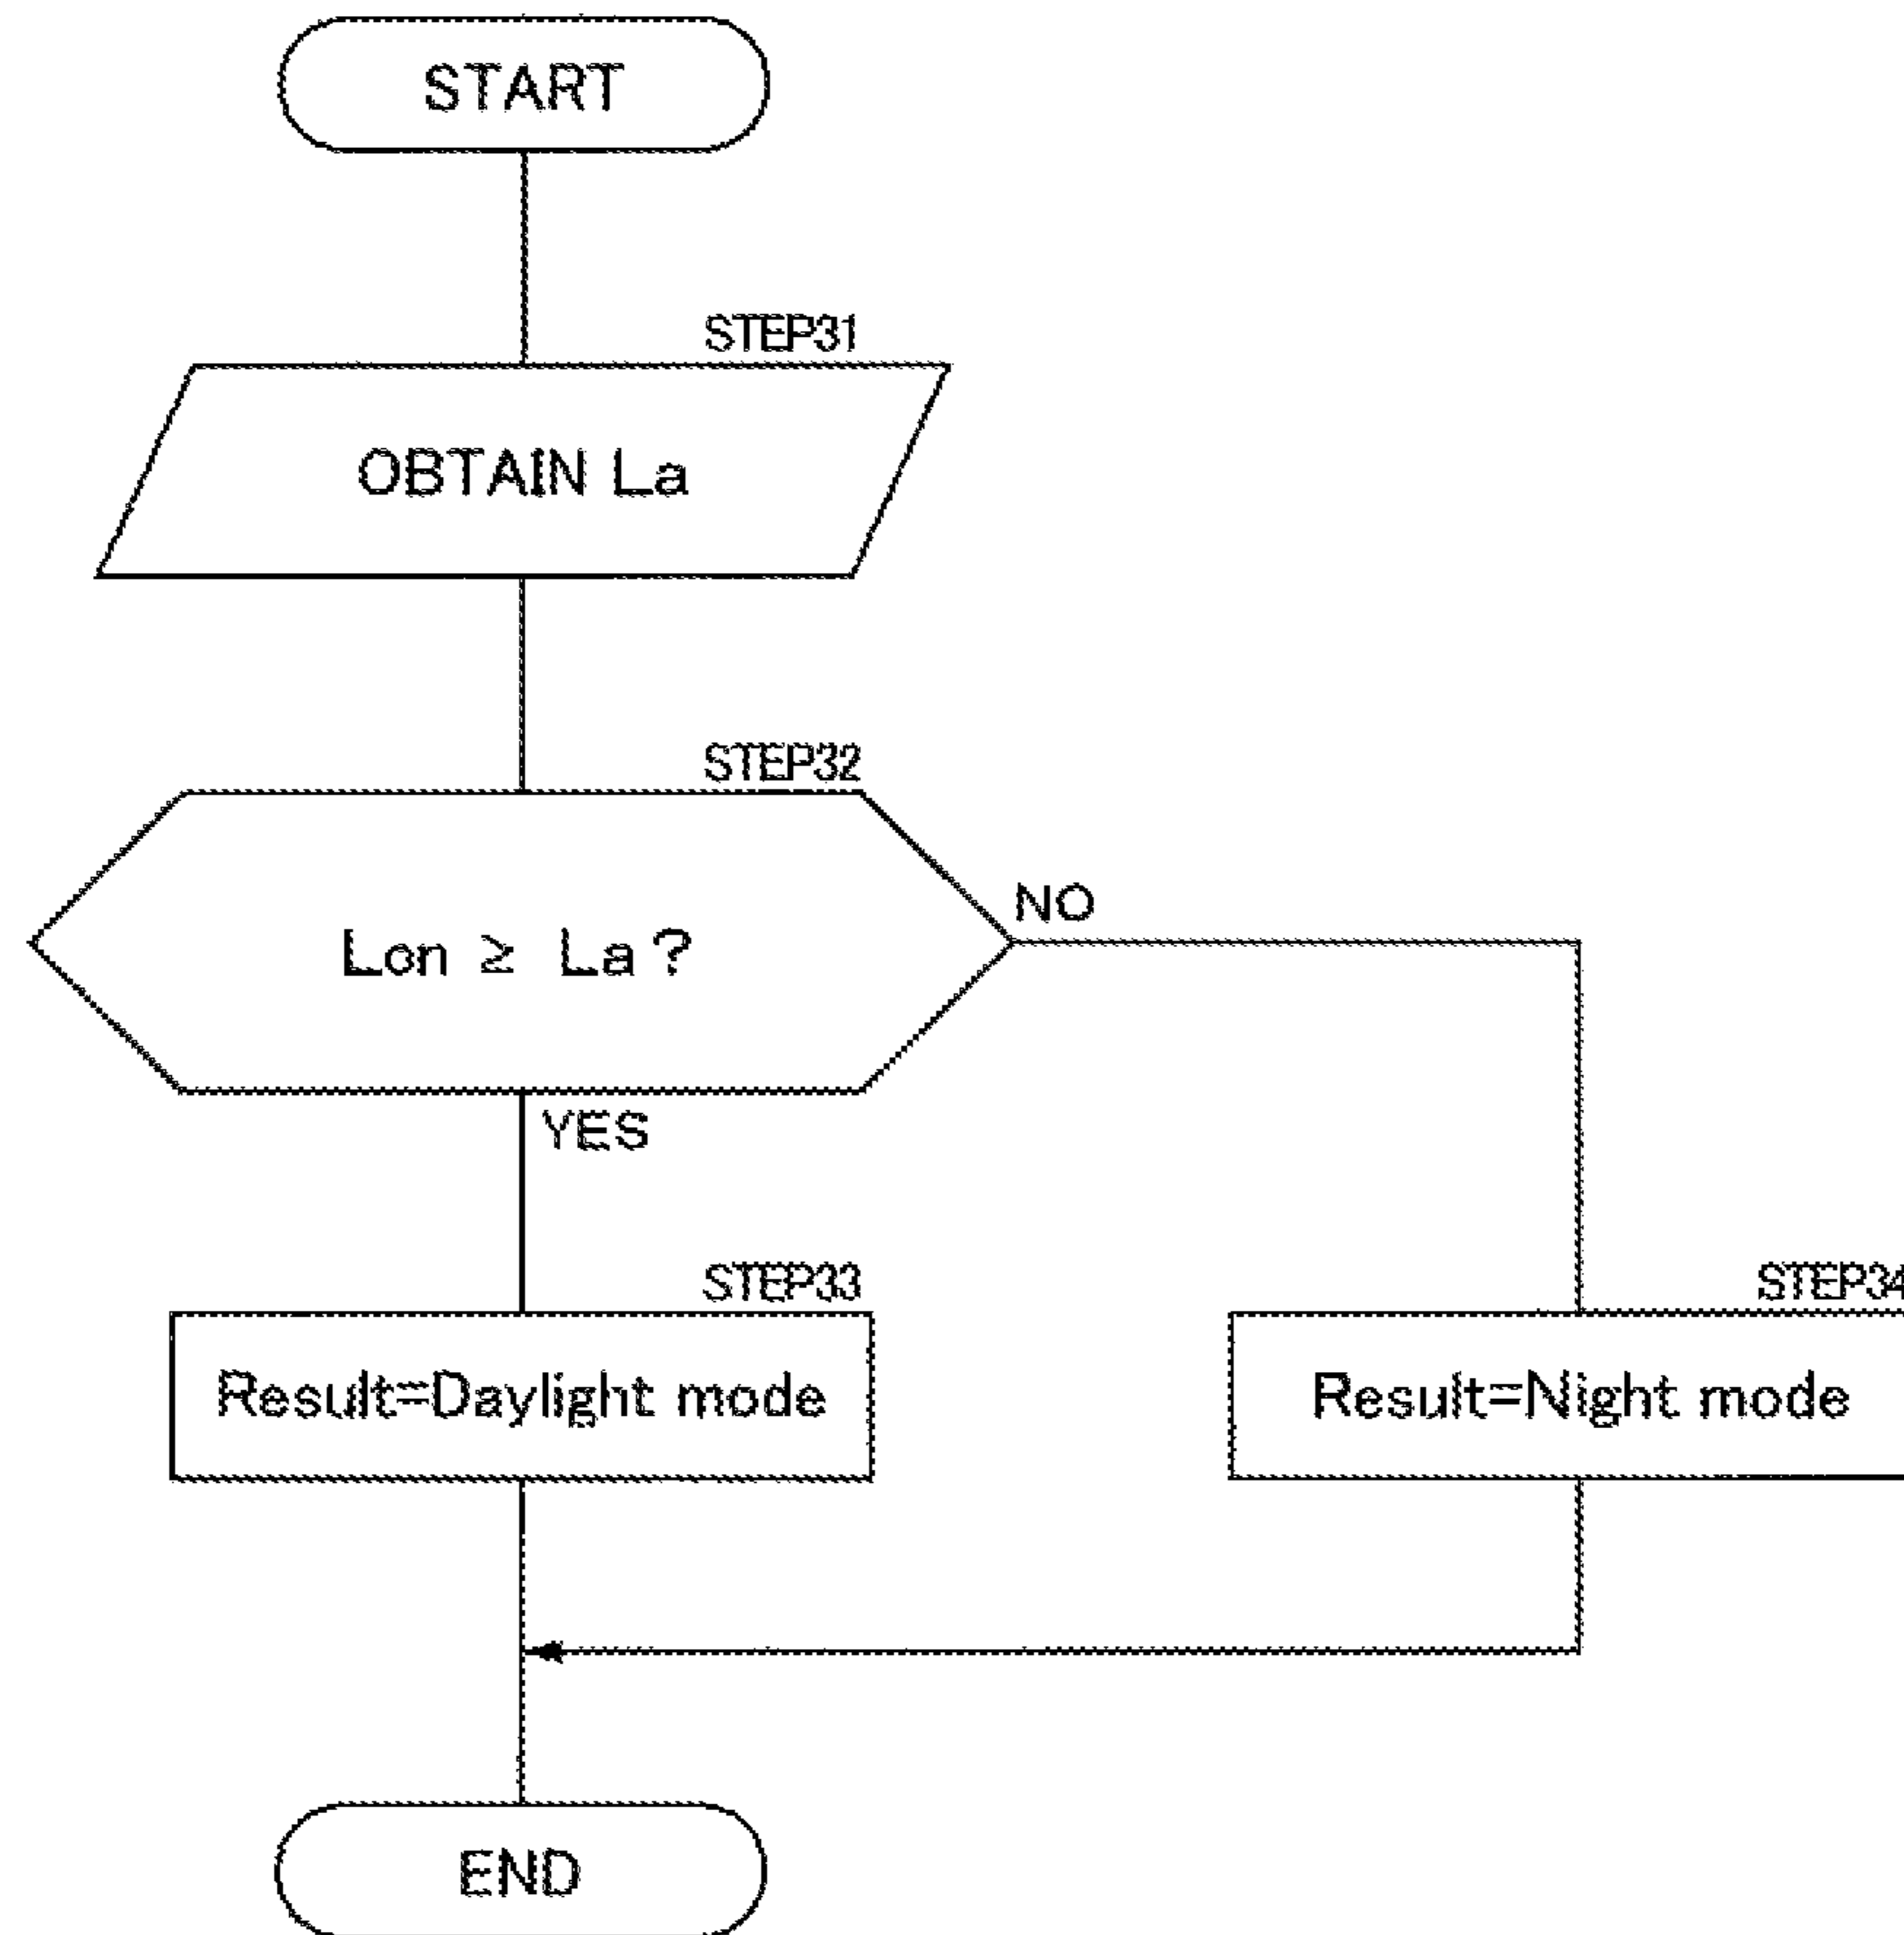 START
STEP31
OBTAIN La
STEP32
Lon ≥ La ?
NO
YES
STEP33
Result=Daylight mode
STEP34
Result=Night mode
END